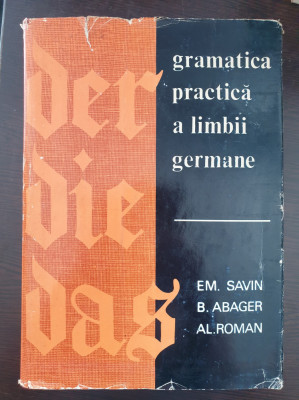 der
die
das
gramatica
practică
a limbii
germane
EM. SAVIN
B. ABAGER
AL. ROMAN